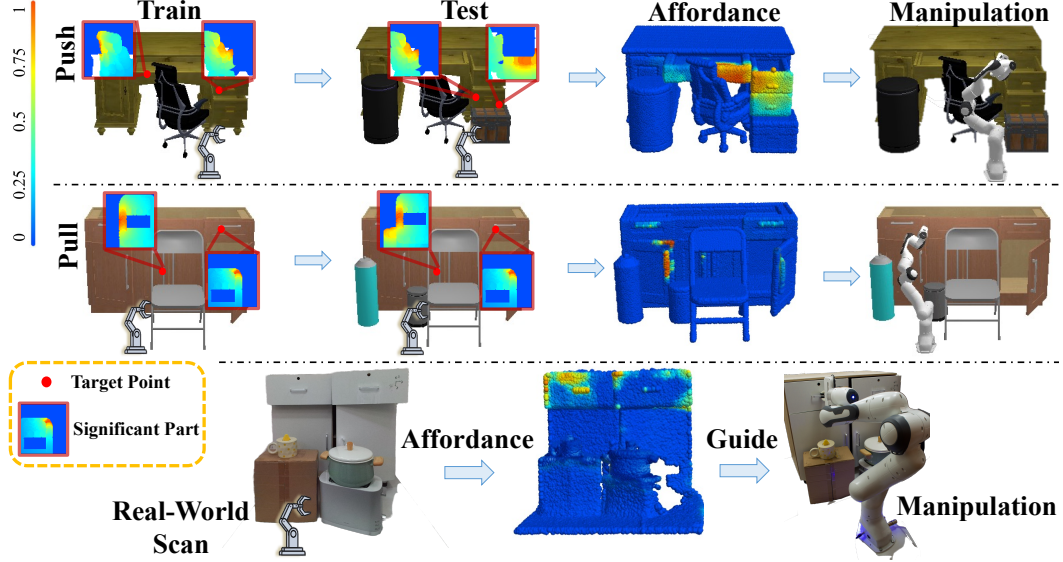 Train
Test
Affordance
Manipulation
1
0.75
0.5
0.25
0
Push
Pull
Target Point
Significant Part
Real-World
Scan
Affordance
Guide
Manipulation